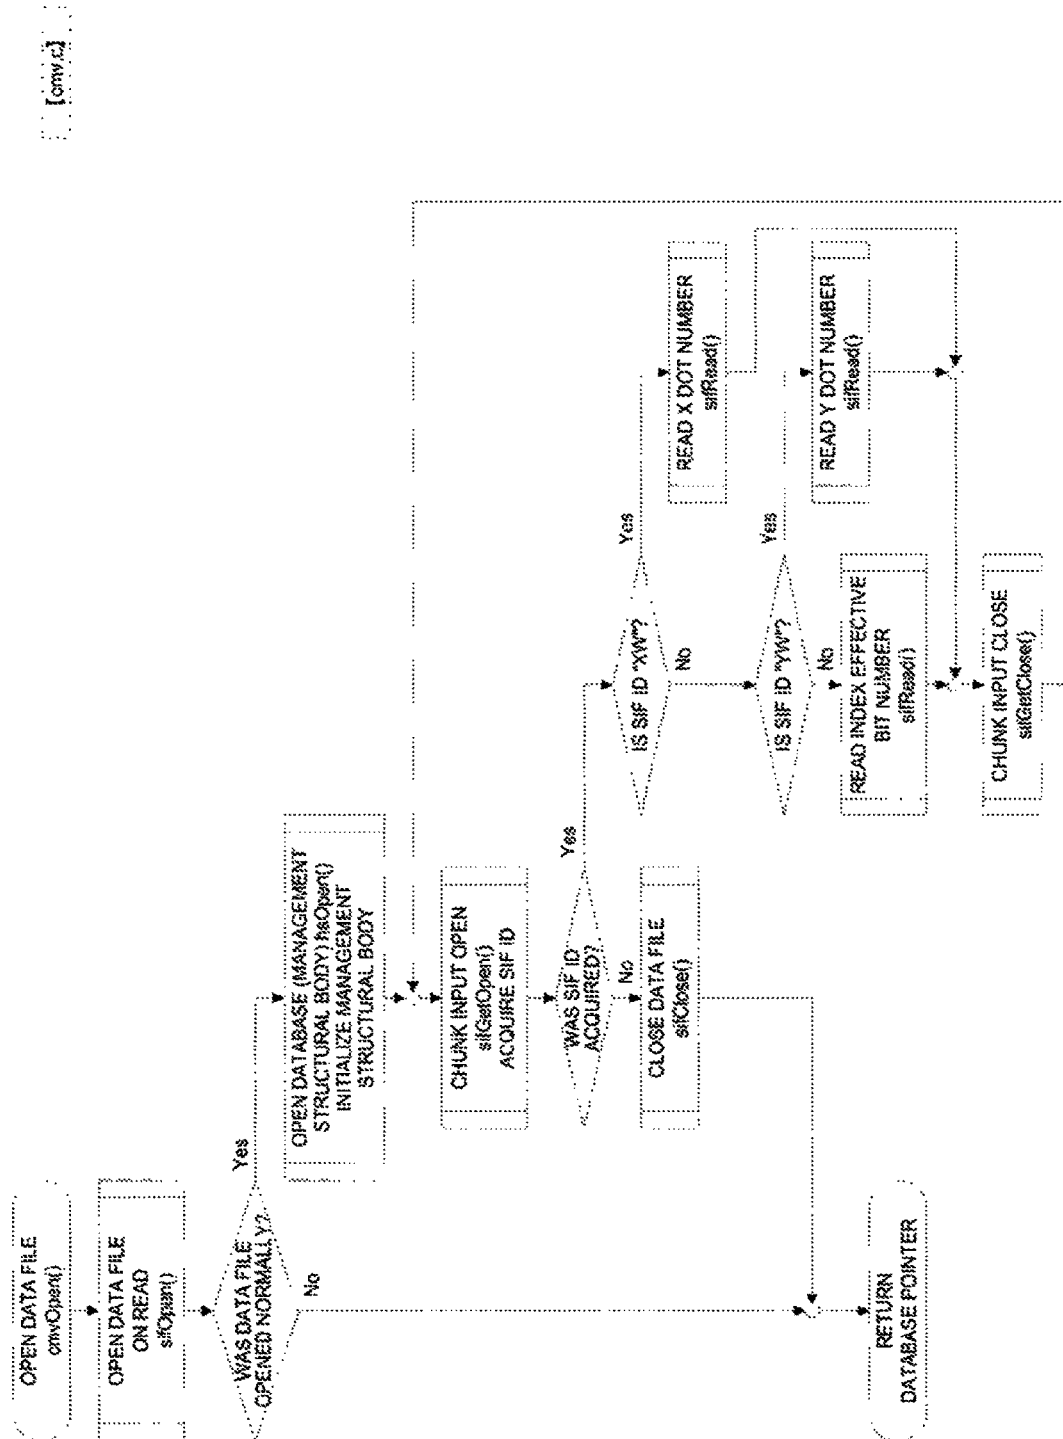 [cmv.c]
OPEN DATA FILE
cmvOpen()
OPEN DATA FILE
ON READ
sifOpen()
WAS DATA FILE
OPENED NORMALLY?
Yes
No
OPEN DATABASE (MANAGEMENT
STRUCTURAL BODY) hsOpen()
INITIALIZE MANAGEMENT
STRUCTURAL BODY
CHUNK INPUT OPEN
sifGetOpen()
ACQUIRE SIF ID
WAS SIF ID
ACQUIRED?
Yes
No
CLOSE DATA FILE
sifClose()
IS SIF ID "XW"?
Yes
No
READ X DOT NUMBER
sifRead()
IS SIF ID "YW"?
Yes
No
READ Y DOT NUMBER
sifRead()
READ INDEX EFFECTIVE
BIT NUMBER
sifRead()
CHUNK INPUT CLOSE
sifGetClose()
RETURN
DATABASE POINTER